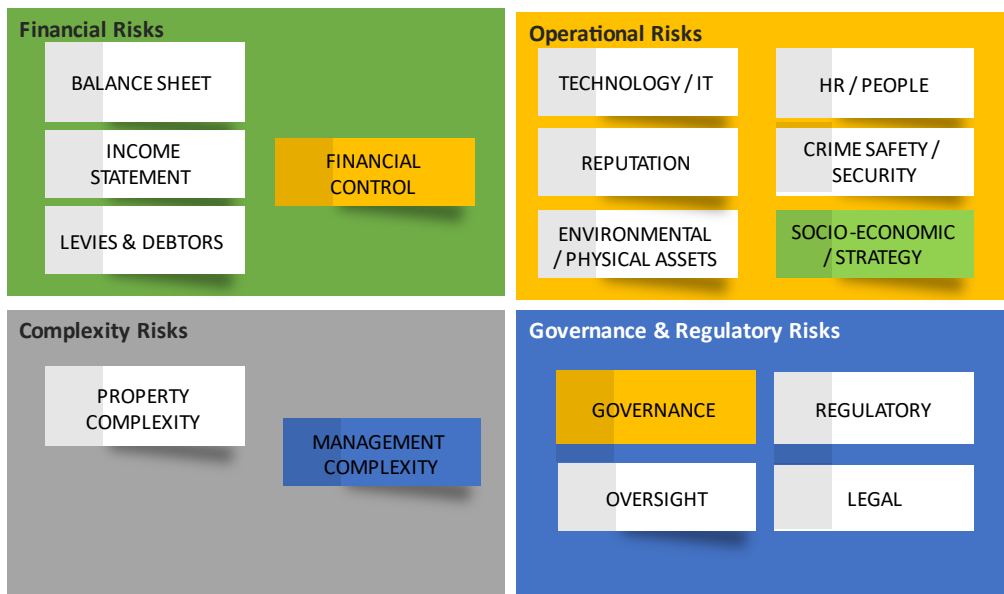 Financial Risks
BALANCE SHEET
INCOME
STATEMENT
LEVIES & DEBTORS
FINANCIAL
CONTROL
Operational Risks
TECHNOLOGY / IT
HR / PEOPLE
REPUTATION
CRIME SAFETY /
SECURITY
ENVIRONMENTAL
/ PHYSICAL ASSETS
SOCIO-ECONOMIC
/ STRATEGY
Complexity Risks
PROPERTY
COMPLEXITY
MANAGEMENT
COMPLEXITY
Governance & Regulatory Risks
GOVERNANCE
REGULATORY
OVERSIGHT
LEGAL